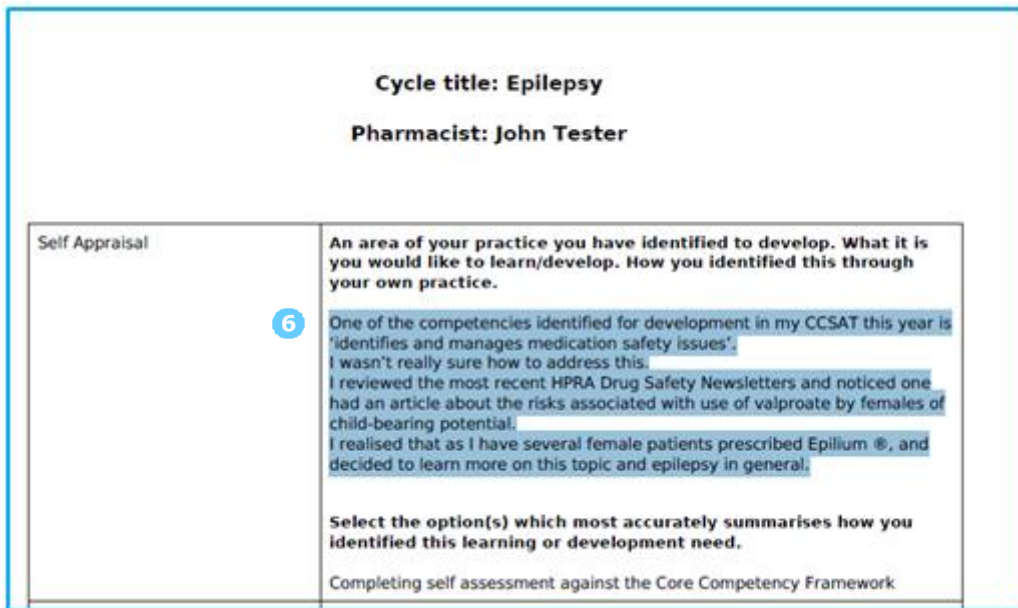 Cycle title: Epilepsy
Pharmacist: John Tester
Self Appraisal
An area of your practice you have identified to develop. What it is
you would like to learn/develop. How you identified this through
your own practice.
6
One of the competencies identified for development in my CCSAT this year is
'identifies and manages medication safety issues'.
I wasn't really sure how to address this.
I reviewed the most recent HPRA Drug Safety Newsletters and noticed one
had an article about the risks associated with use of valproate by females of
child-bearing potential.
I realised that as I have several female patients prescribed Epilium ®, and
decided to learn more on this topic and epilepsy in general.
Select the option(s) which most accurately summarises how you
identified this learning or development need.
Completing self assessment against the Core Competency Framework